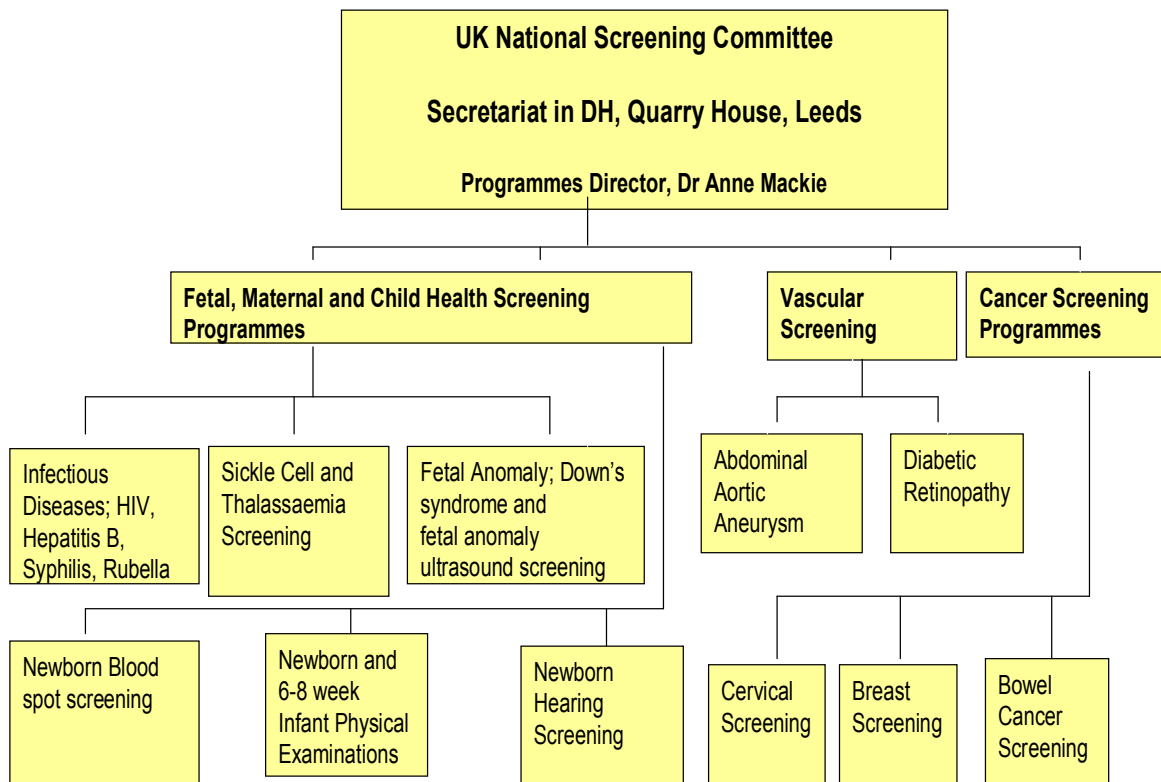 UK National Screening Committee
Secretariat in DH, Quarry House, Leeds
Programmes Director, Dr Anne Mackie
Fetal, Maternal and Child Health Screening
Programmes
Vascular
Screening
Cancer Screening
Programmes
Infectious
Diseases; HIV,
Hepatitis B,
Syphilis, Rubella
Sickle Cell and
Thalassaemia
Screening
Fetal Anomaly; Down’s
syndrome and
fetal anomaly
ultrasound screening
Abdominal
Aortic
Aneurysm
Diabetic
Retinopathy
Newborn Blood
spot screening
Newborn and
6-8 week
Infant Physical
Examinations
Newborn
Hearing
Screening
Cervical
Screening
Breast
Screening
Bowel
Cancer
Screening